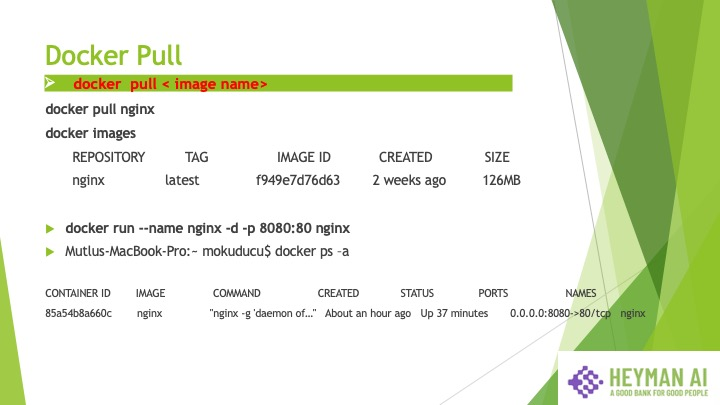 Docker Pull
docker pull < image name>
docker pull nginx
docker images
REPOSITORY TAG IMAGE ID CREATED SIZE
nginx latest f949e7d76d63 2 weeks ago 126MB
docker run --name nginx -d -p 8080:80 nginx
Mutlus-MacBook-Pro:~ mokuducu$ docker ps -a
CONTAINER ID IMAGE COMMAND CREATED STATUS PORTS NAMES
85a54b8a660c nginx "nginx -g 'daemon of…" About an hour ago Up 37 minutes 0.0.0.0:8080->80/tcp nginx
HEYMAN AI
A GOOD BANK FOR GOOD PEOPLE